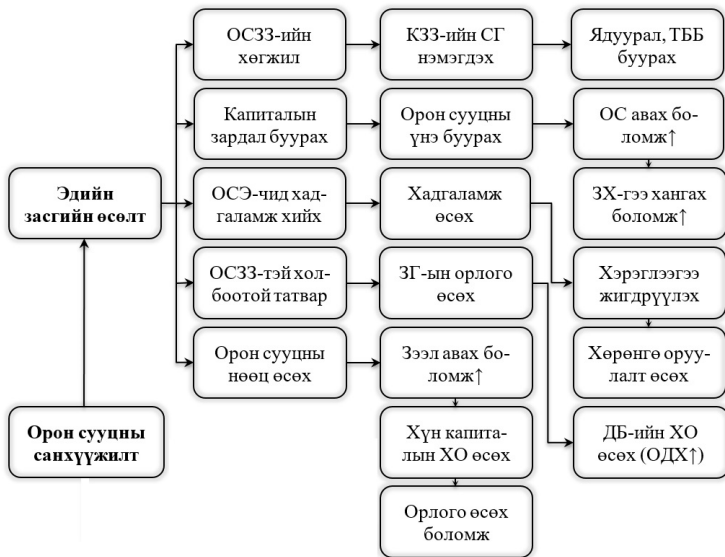 ОСЗЗ-ийн
хөгжил
КЗЗ-ийн СГ
нэмэгдэх
Ядуурал, ТББ
буурах
Капиталын
зардал буурах
Орон сууцны
үнэ буурах
ОС авах бо-
ломж↑
Эдийн
засгийн өсөлт
ОСЭ-чид хад-
галамж хийх
Хадгаламж
өсөх
ЗХ-гээ хангах
боломж↑
ОСЗЗ-тэй хол-
боотой татвар
ЗГ-ын орлого
өсөх
Хэрэглээгээ
жигдрүүлэх
Орон сууцны
нөөц өсөх
Зээл авах бо-
ломж↑
Хөрөнгө оруу-
лалт өсөх
Орон сууцны
санхүүжилт
Хүн капита-
лын ХО өсөх
ДБ-ийн ХО
өсөх (ОДХ↑)
Орлого өсөх
боломж